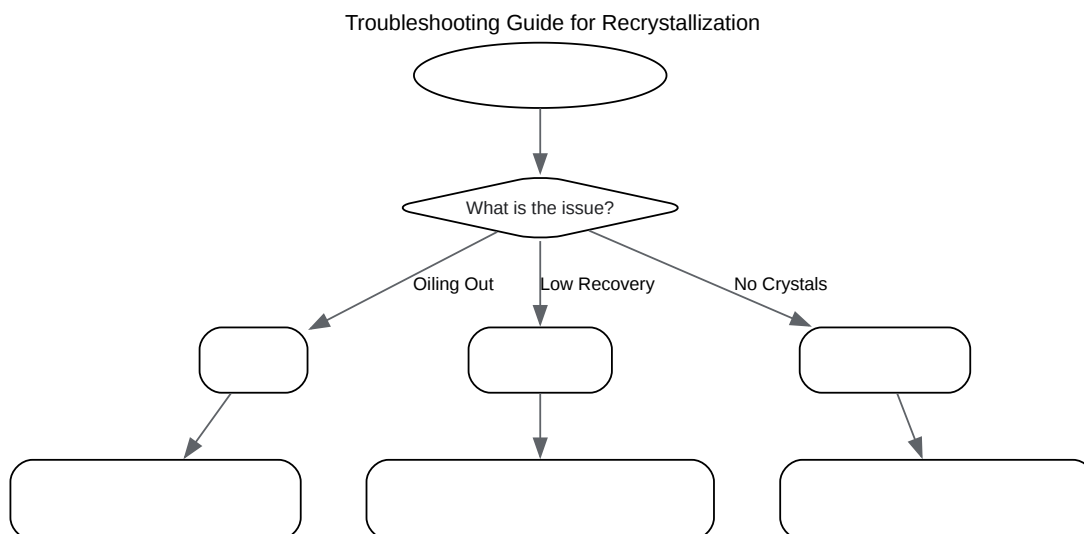 Troubleshooting Guide for Recrystallization
What is the issue?
Oiling Out
Low Recovery
No Crystals